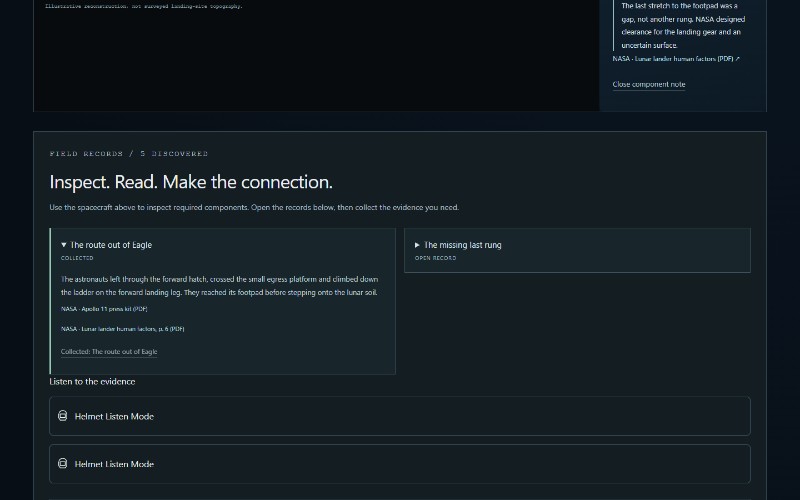 Illustrative reconstruction, not surveyed landing-site topography.
The last stretch to the footpad was a
gap, not another rung. NASA designed
clearance for the landing gear and an
uncertain surface.
NASA · Lunar lander human factors (PDF) ↗
Close component note
FIELD RECORDS / 5 DISCOVERED
Inspect. Read. Make the connection.
Use the spacecraft above to inspect required components. Open the records below, then collect the evidence you need.
▼ The route out of Eagle
COLLECTED
The astronauts left through the forward hatch, crossed the small egress platform and climbed down
the ladder on the forward landing leg. They reached its footpad before stepping onto the lunar soil.
NASA · Apollo 11 press kit (PDF)
NASA · Lunar lander human factors, p. 6 (PDF)
Collected: The route out of Eagle
▶ The missing last rung
OPEN RECORD
Listen to the evidence
Helmet Listen Mode
Helmet Listen Mode